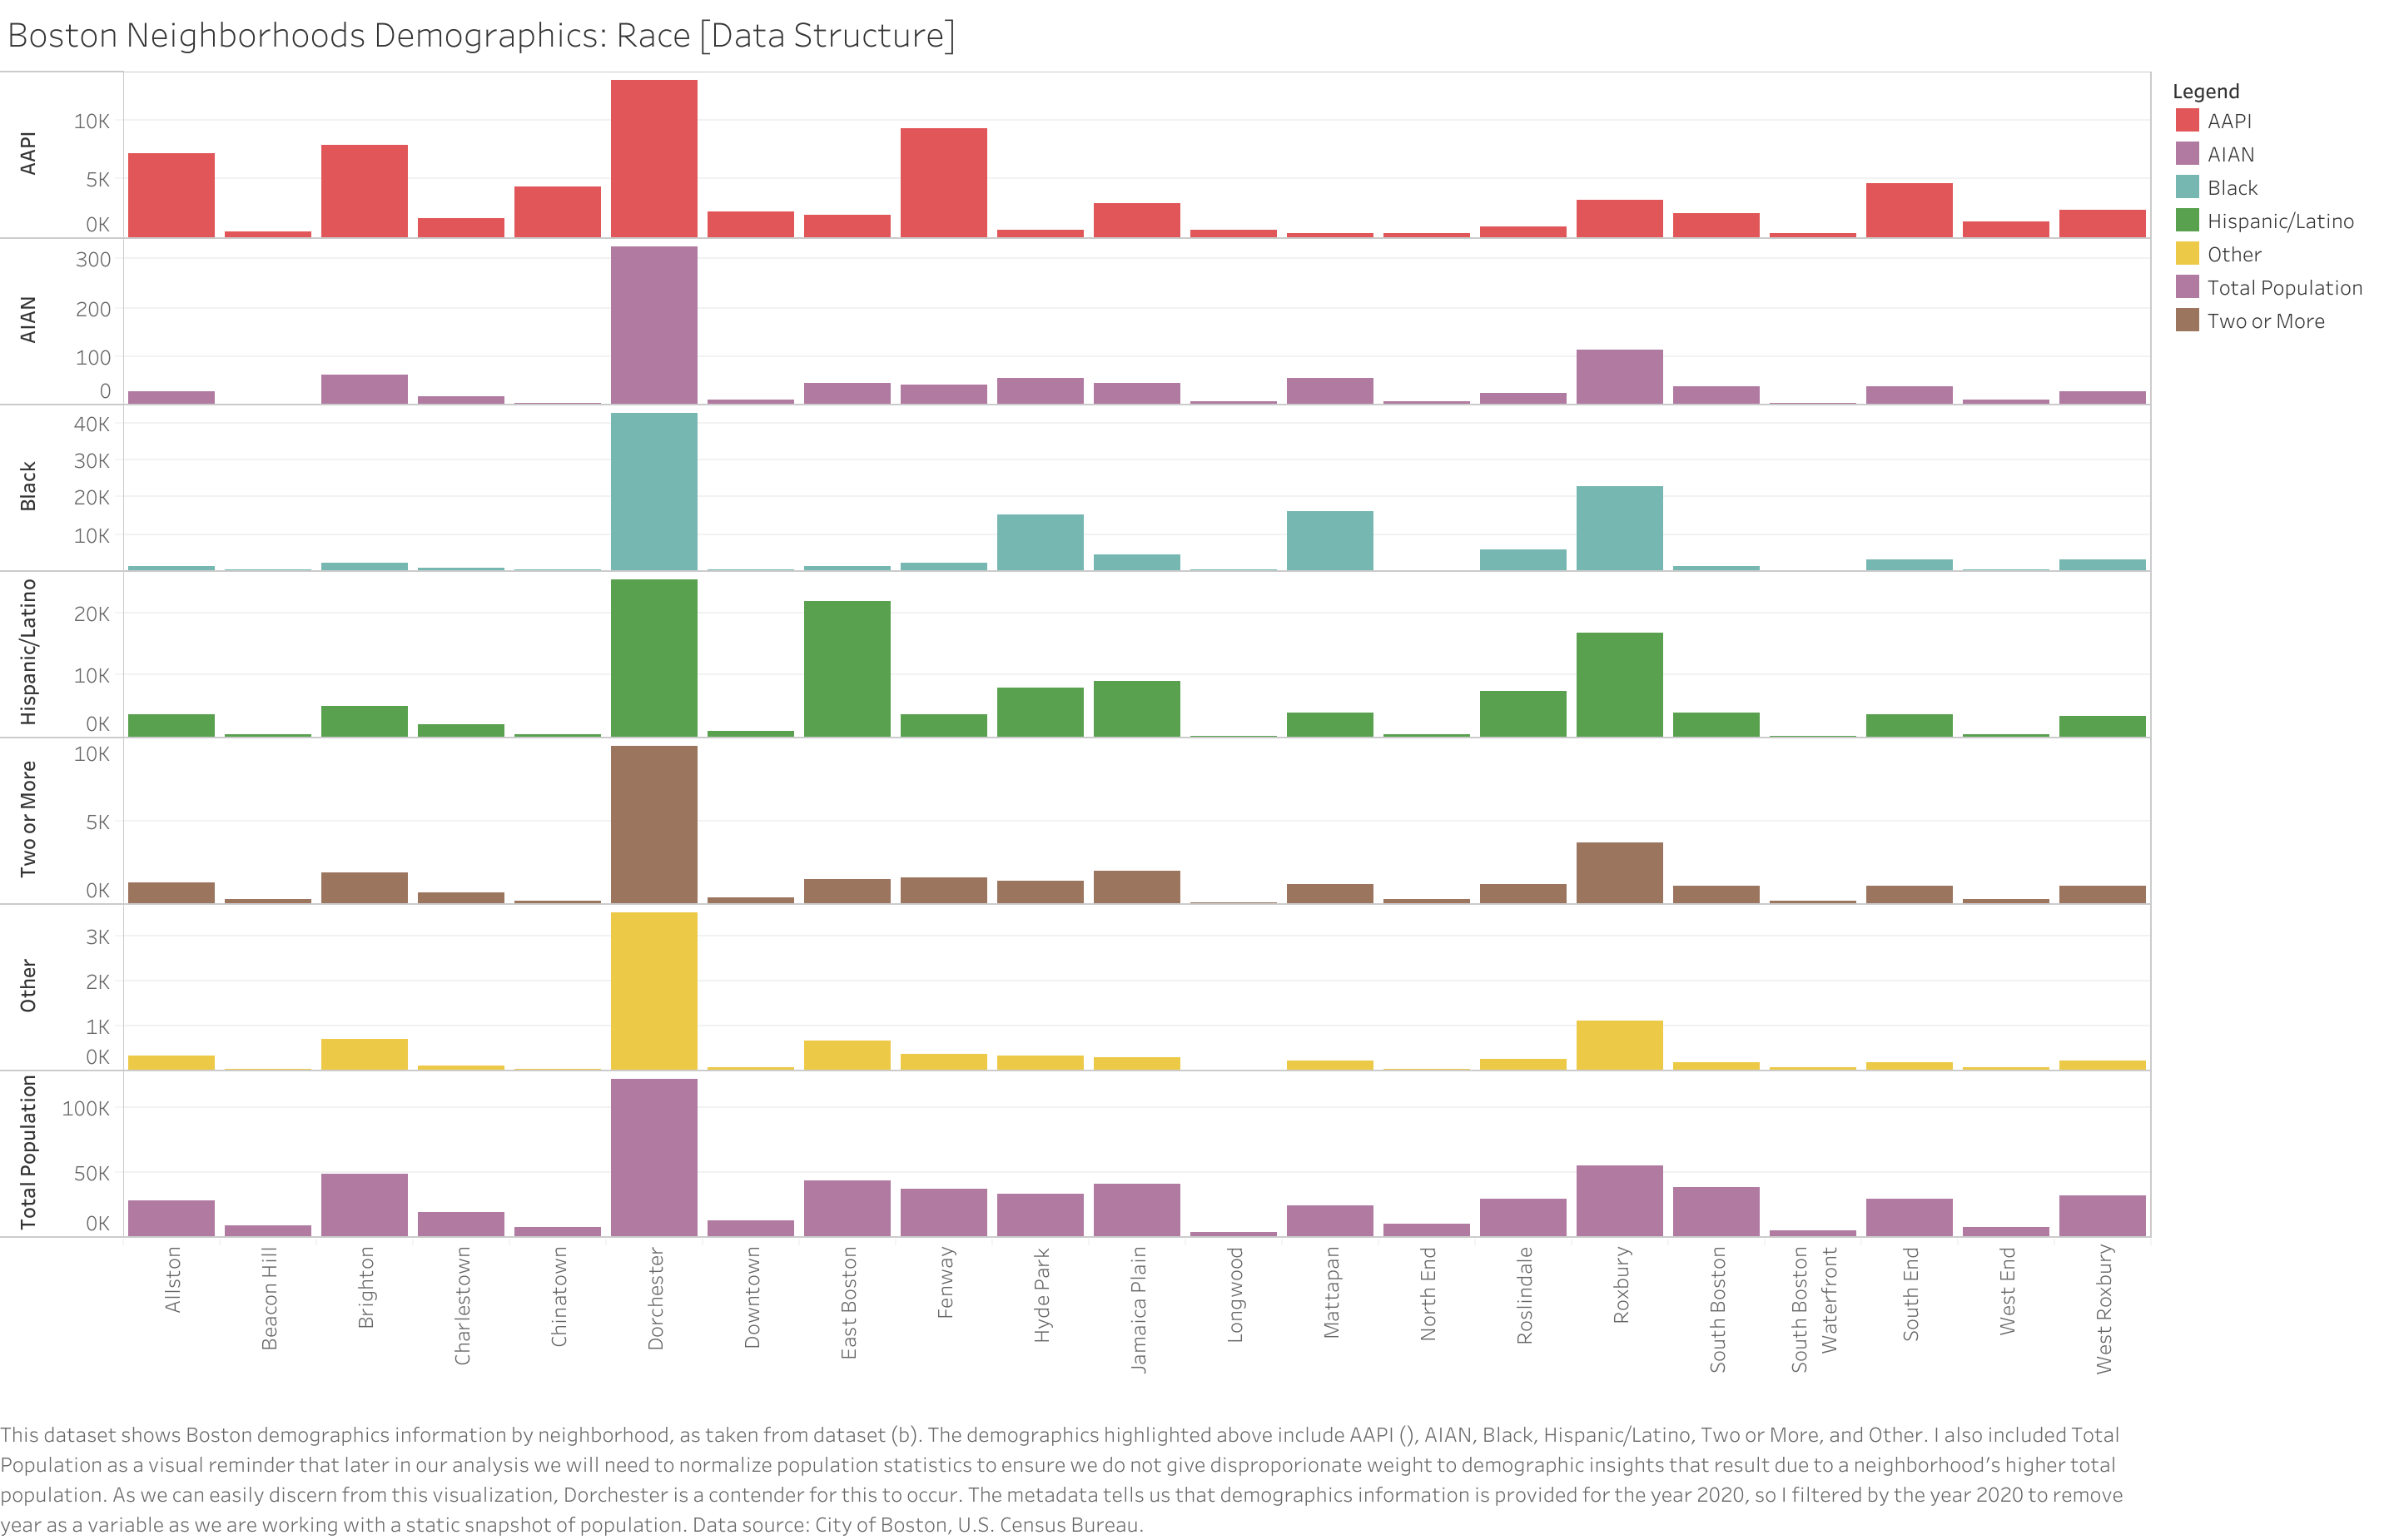 Boston Neighborhoods Demographics: Race [Data Structure]
Legend
AAPI
AIAN
Black
Hispanic/Latino
Other
Total Population
Two or More
AAPI
10K
5K
0K
AIAN
300
200
100
0
Black
40K
30K
20K
10K
Hispanic/Latino
20K
10K
0K
Two or More
10K
5K
0K
Other
3K
2K
1K
0K
Total Population
100K
50K
0K
Allston
Beacon Hill
Brighton
Charlestown
Chinatown
Dorchester
Downtown
East Boston
Fenway
Hyde Park
Jamaica Plain
Longwood
Mattapan
North End
Roslindale
Roxbury
South Boston
South Boston
Waterfront
South End
West End
West Roxbury
This dataset shows Boston demographics information by neighborhood, as taken from dataset (b). The demographics highlighted above include AAPI (), AIAN, Black, Hispanic/Latino, Two or More, and Other. I also included Total
Population as a visual reminder that later in our analysis we will need to normalize population statistics to ensure we do not give disproporionate weight to demographic insights that result due to a neighborhood's higher total
population. As we can easily discern from this visualization, Dorchester is a contender for this to occur. The metadata tells us that demographics information is provided for the year 2020, so I filtered by the year 2020 to remove
year as a variable as we are working with a static snapshot of population. Data source: City of Boston, U.S. Census Bureau.